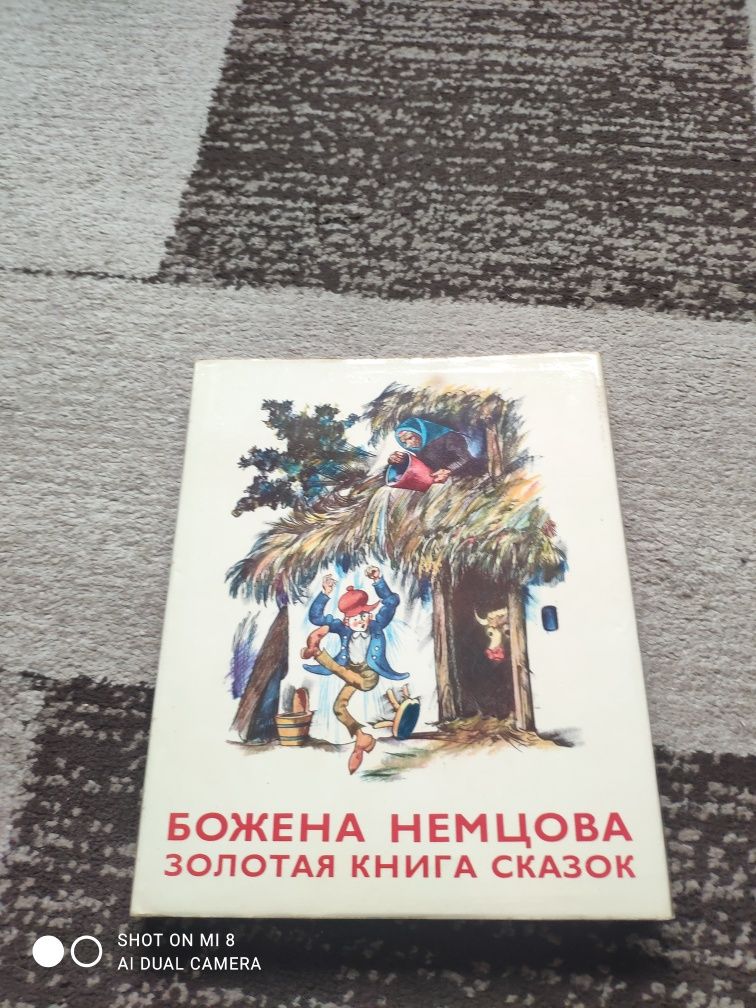 БОЖЕНА НЕМЦОВА
ЗОЛОТАЯ КНИГА СКАЗОК
SHOT ON MI 8
AI DUAL CAMERA